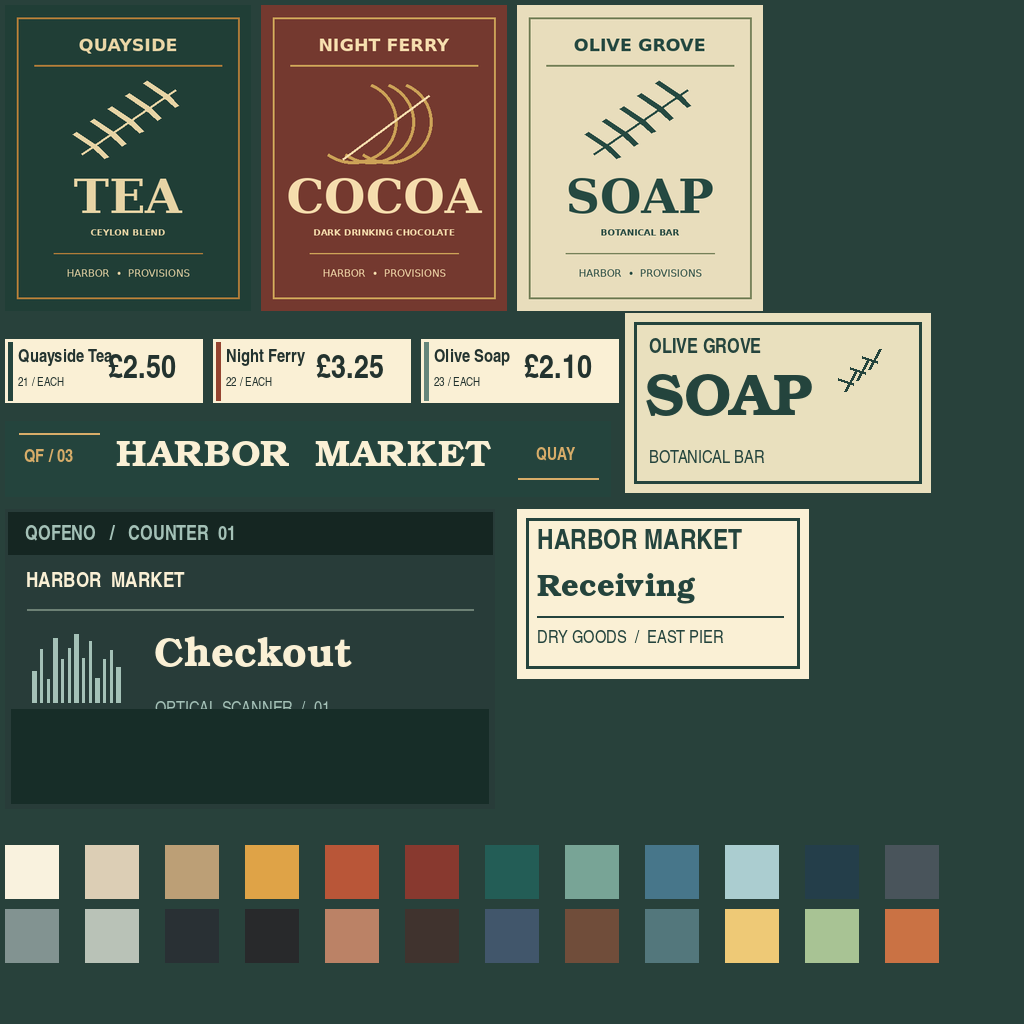 QUAYSIDE
TEA
CEYLON BLEND
HARBOR • PROVISIONS
NIGHT FERRY
COCOA
DARK DRINKING CHOCOLATE
HARBOR • PROVISIONS
OLIVE GROVE
SOAP
BOTANICAL BAR
HARBOR • PROVISIONS
Quayside Tea £2.50
21 / EACH
Night Ferry £3.25
22 / EACH
Olive Soap £2.10
23 / EACH
OLIVE GROVE
SOAP
BOTANICAL BAR
QF / 03 HARBOR MARKET QUAY
QOFENO / COUNTER 01
HARBOR MARKET
Checkout
OPTICAL SCANNER / 01
HARBOR MARKET
Receiving
DRY GOODS / EAST PIER